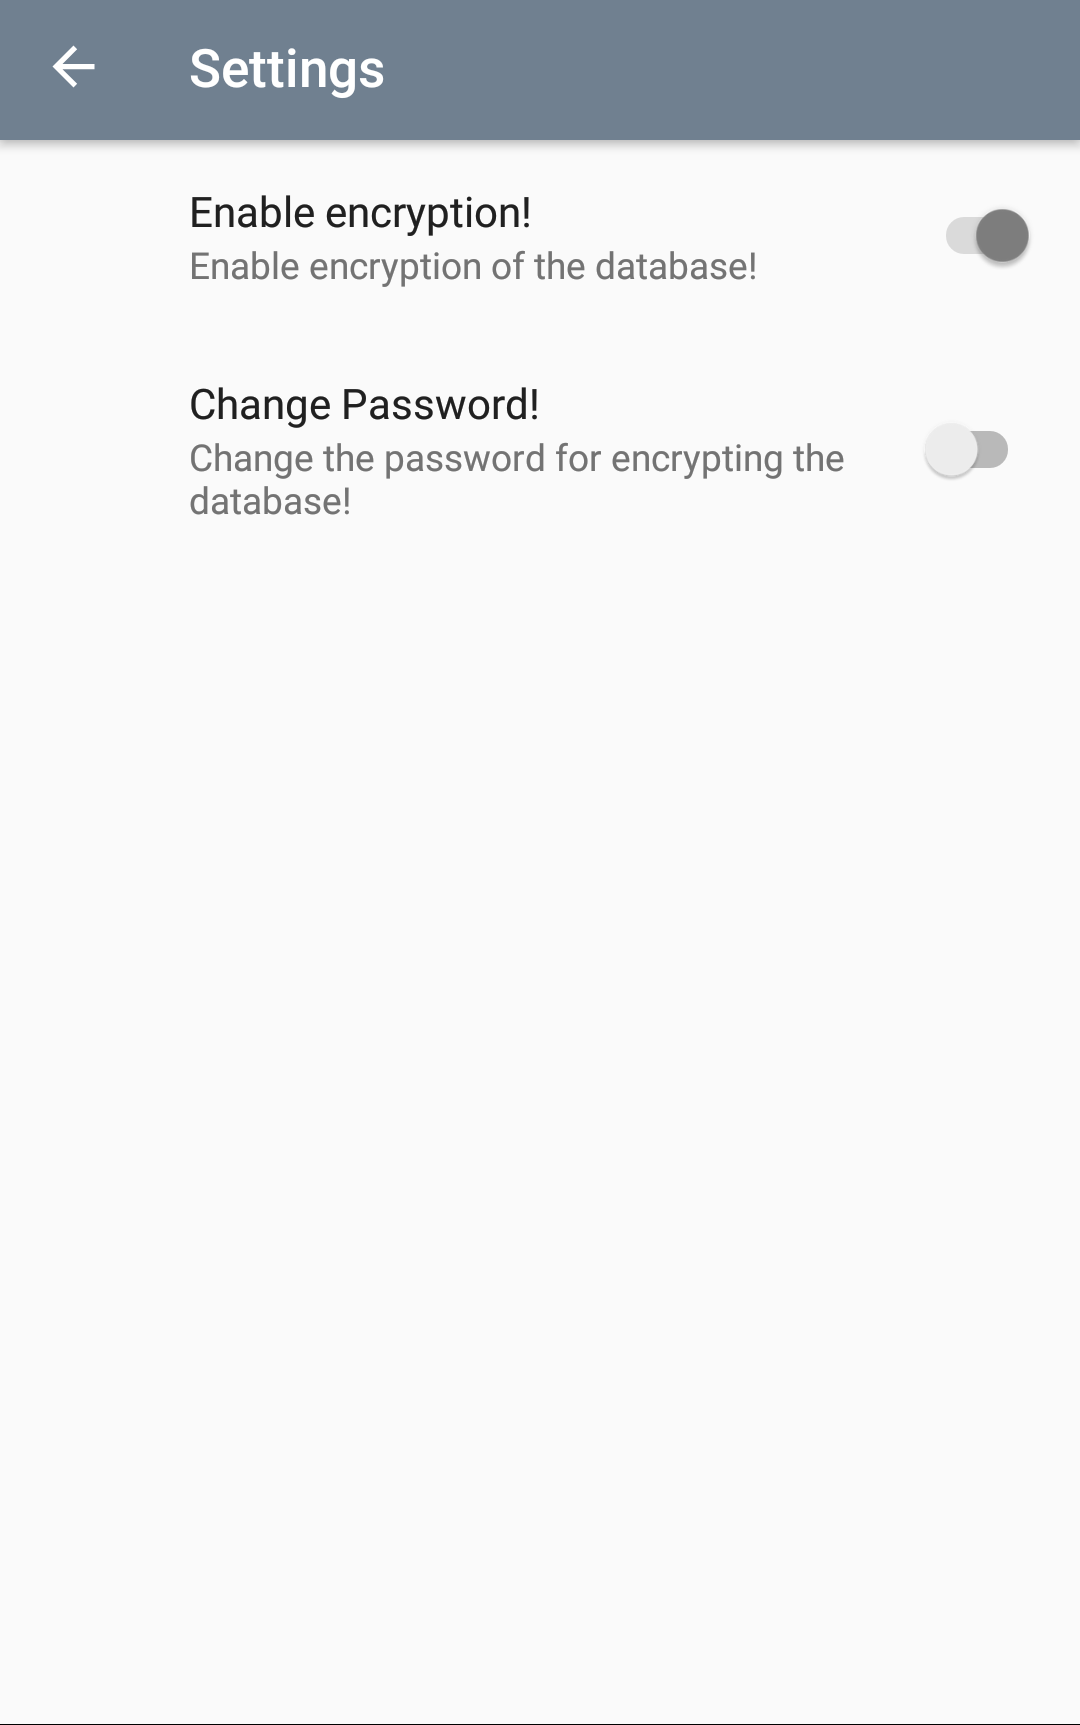 Settings
Enable encryption!
Enable encryption of the database!
Change Password!
Change the password for encrypting the
database!